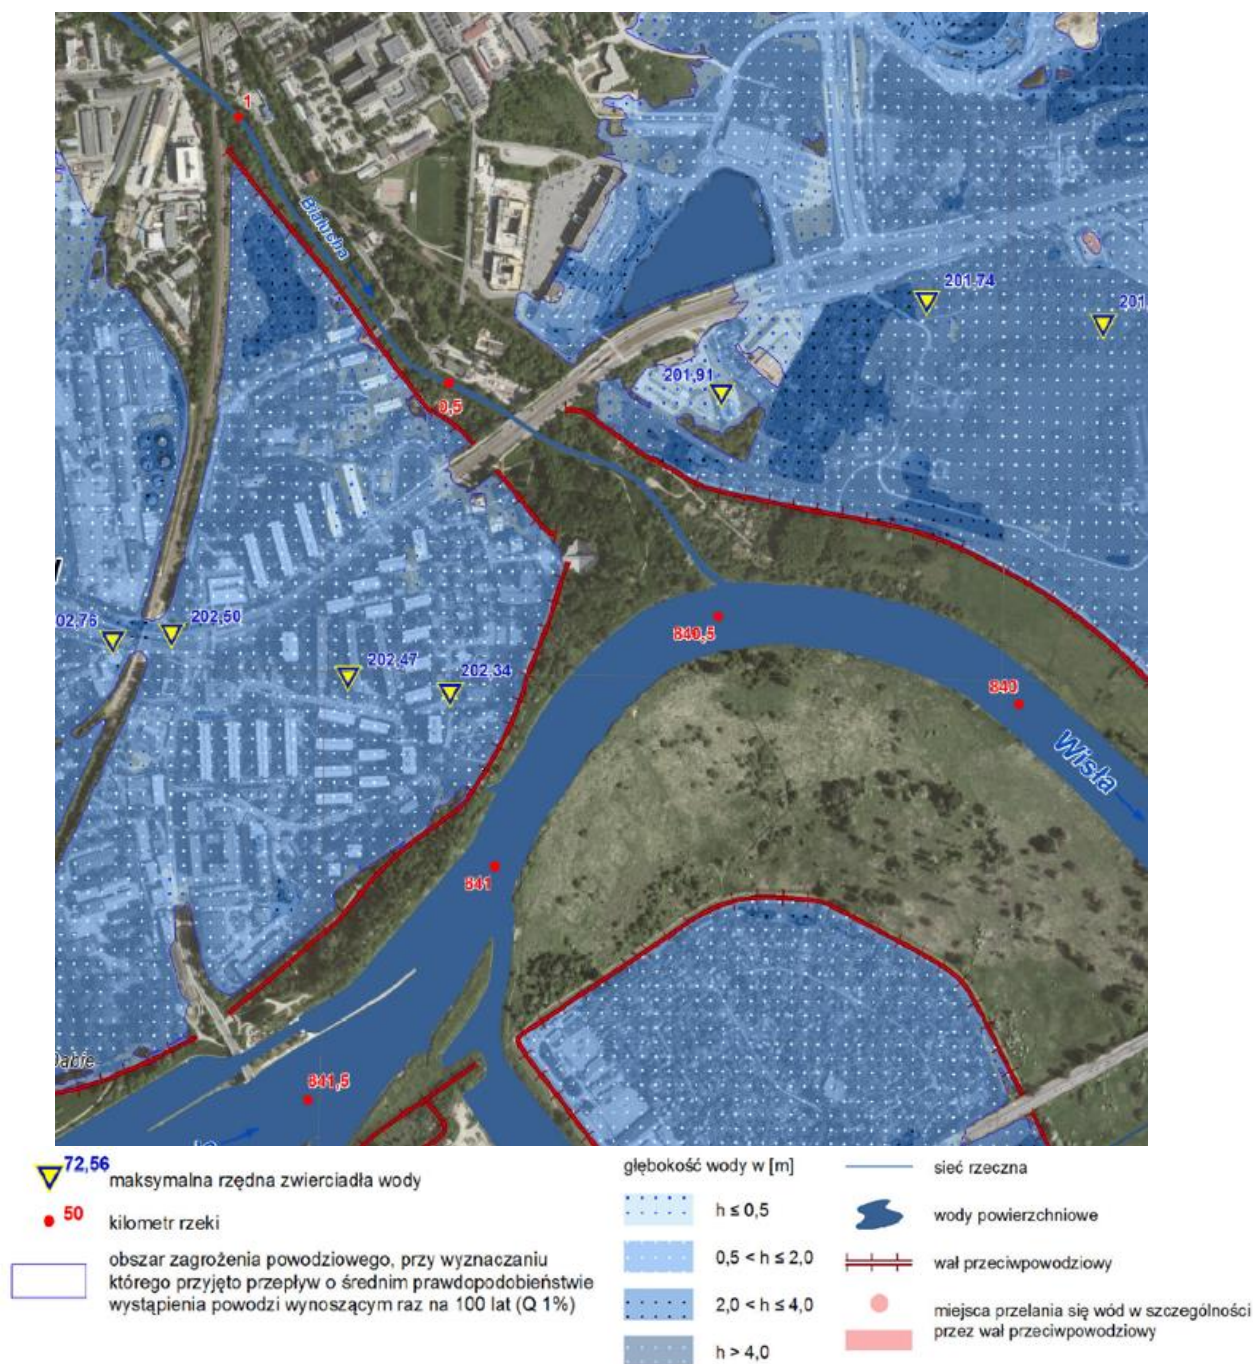 1
Białucha
201,74
201
201,91
0,5
202,76
202,50
202,47
202,34
840,5
840
Wisła
841
841,5
Dąbie
72,56
maksymalna rzędna zwierciadła wody
50
kilometr rzeki
obszar zagrożenia powodziowego, przy wyznaczaniu
którego przyjęto przepływ o średnim prawdopodobieństwie
wystąpienia powodzi wynoszącym raz na 100 lat (Q 1%)
głębokość wody w [m]
h ≤ 0,5
0,5 < h ≤ 2,0
2,0 < h ≤ 4,0
h > 4,0
sieć rzeczna
wody powierzchniowe
wał przeciwpowodziowy
miejsca przelania się wód w szczególności
przez wał przeciwpowodziowy